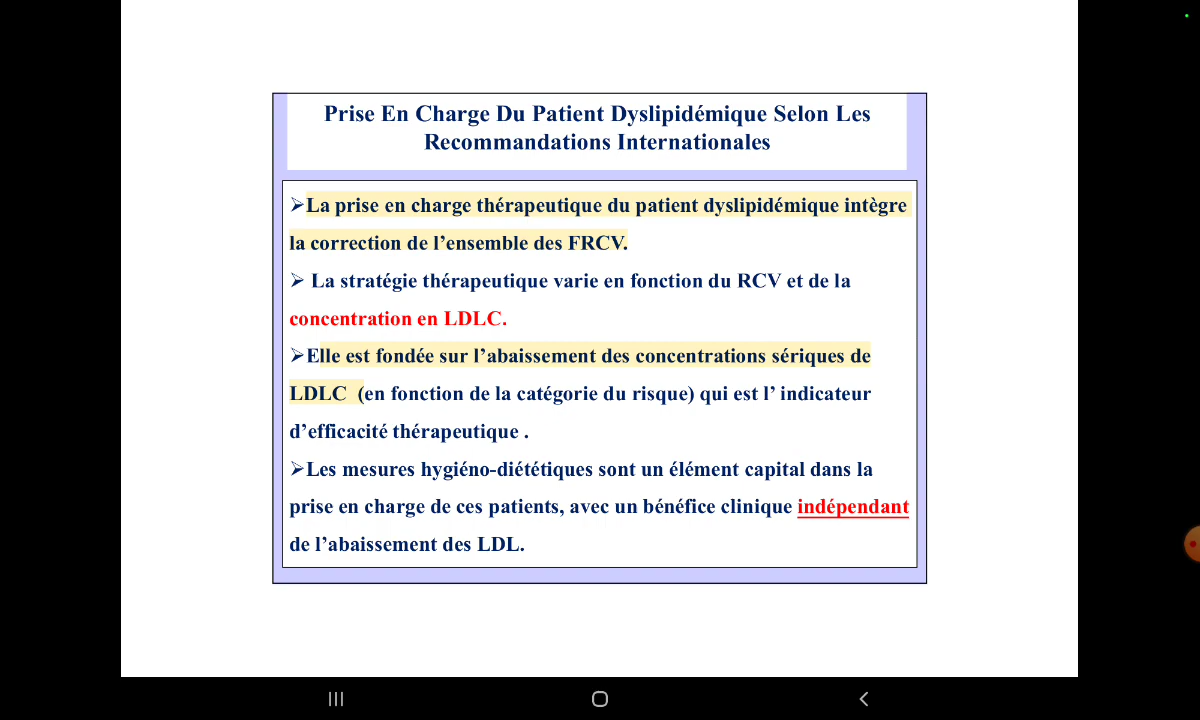 Prise En Charge Du Patient Dyslipidémique Selon Les
Recommandations Internationales
➢La prise en charge thérapeutique du patient dyslipidémique intègre
la correction de l’ensemble des FRCV.
➢ La stratégie thérapeutique varie en fonction du RCV et de la
concentration en LDLC.
➢Elle est fondée sur l’abaissement des concentrations sériques de
LDLC (en fonction de la catégorie du risque) qui est l’ indicateur
d’efficacité thérapeutique .
➢Les mesures hygiéno-diététiques sont un élément capital dans la
prise en charge de ces patients, avec un bénéfice clinique indépendant
de l’abaissement des LDL.